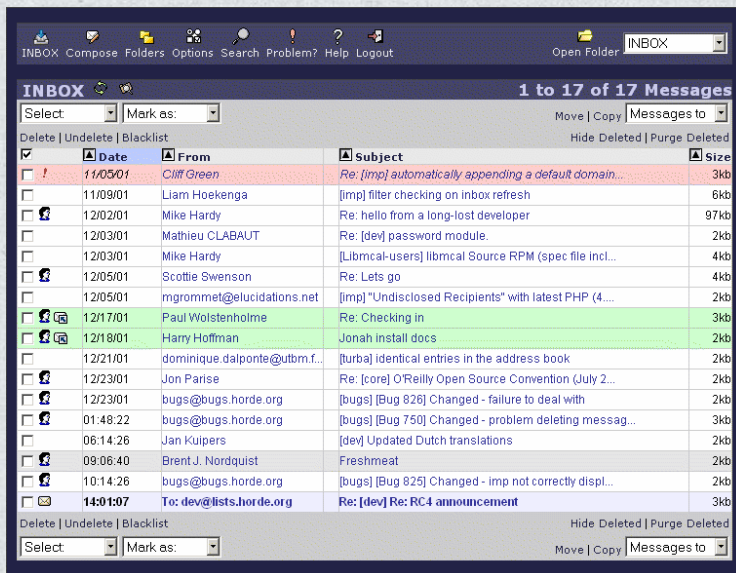 INBOX Compose Folders Options Search Problem? Help Logout Open Folder INBOX
INBOX 1 to 17 of 17 Messages
Select: Mark as: Move | Copy Messages to
Delete | Undelete | Blacklist Hide Deleted | Purge Deleted
Date From Subject Size
! 11/05/01 Cliff Green Re: [imp] automatically appending a default domain... 3kb
11/09/01 Liam Hoekenga [imp] filter checking on inbox refresh 6kb
12/02/01 Mike Hardy Re: hello from a long-lost developer 97kb
12/03/01 Mathieu CLABAUT Re: [dev] password module. 2kb
12/03/01 Mike Hardy [Libmcal-users] libmcal Source RPM (spec file incl... 4kb
12/05/01 Scottie Swenson Re: Lets go 4kb
12/05/01 mgrommet@elucidations.net [imp] "Undisclosed Recipients" with latest PHP (4.... 2kb
12/17/01 Paul Wolstenholme Re: Checking in 3kb
12/18/01 Harry Hoffman Jonah install docs 2kb
12/21/01 dominique.dalponte@utbm.f... [turba] identical entries in the address book 2kb
12/23/01 Jon Parise Re: [core] O'Reilly Open Source Convention (July 2... 2kb
12/23/01 bugs@bugs.horde.org [bugs] [Bug 826] Changed - failure to deal with 2kb
01:48:22 bugs@bugs.horde.org [bugs] [Bug 750] Changed - problem deleting messag... 3kb
06:14:26 Jan Kuipers [dev] Updated Dutch translations 2kb
09:06:40 Brent J. Nordquist Freshmeat 2kb
10:14:26 bugs@bugs.horde.org [bugs] [Bug 825] Changed - imp not correctly displ... 2kb
14:01:07 To: dev@lists.horde.org Re: [dev] Re: RC4 announcement 3kb
Delete | Undelete | Blacklist Hide Deleted | Purge Deleted
Select: Mark as: Move | Copy Messages to